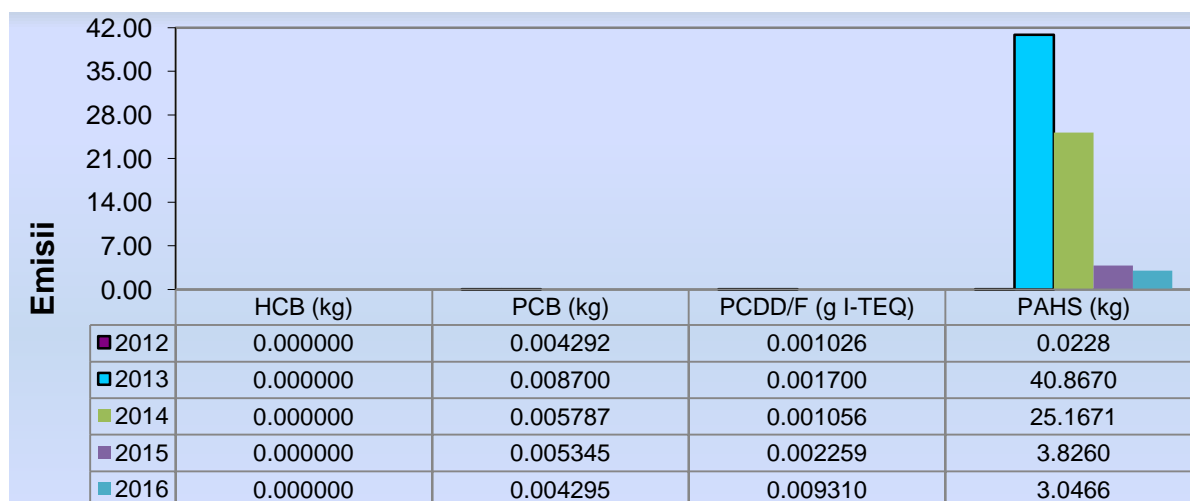 42.00
35.00
28.00
21.00
14.00
7.00
0.00
Emisii
HCB (kg) PCB (kg) PCDD/F (g I-TEQ) PAHS (kg)
2012 0.000000 0.004292 0.001026 0.0228
2013 0.000000 0.008700 0.001700 40.8670
2014 0.000000 0.005787 0.001056 25.1671
2015 0.000000 0.005345 0.002259 3.8260
2016 0.000000 0.004295 0.009310 3.0466